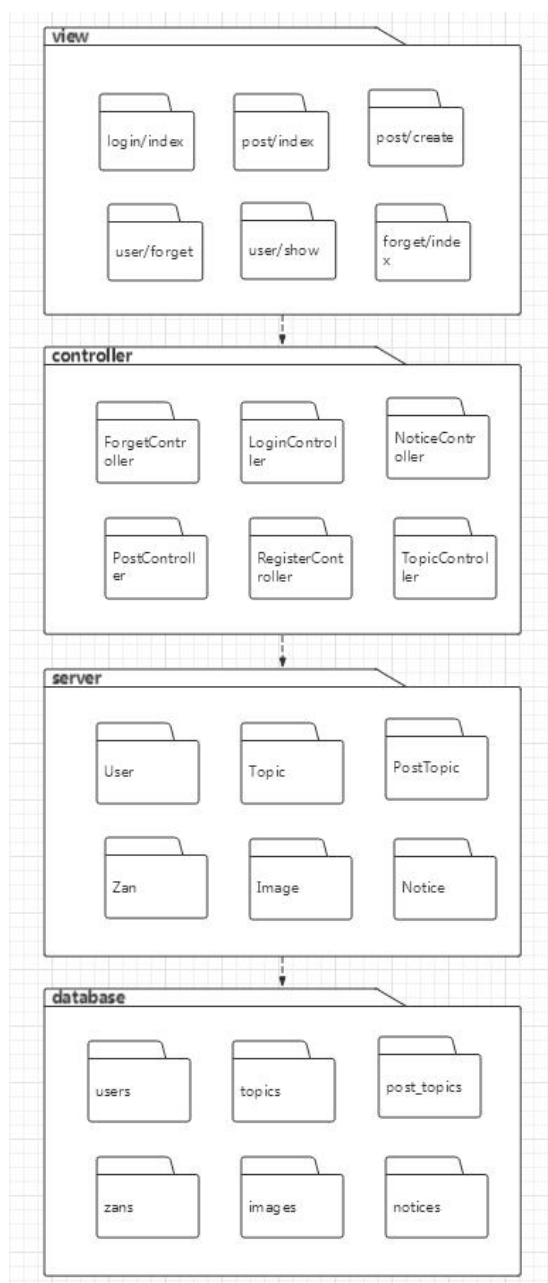 view
login/index
post/index
post/create
user/forget
user/show
forget/inde
x
controller
ForgetContr
oller
LoginControl
ler
NoticeContr
oller
PostControll
er
RegisterCont
roller
TopicControl
ler
server
User
Topic
PostTopic
Zan
Image
Notice
database
users
topics
post_topics
zans
images
notices